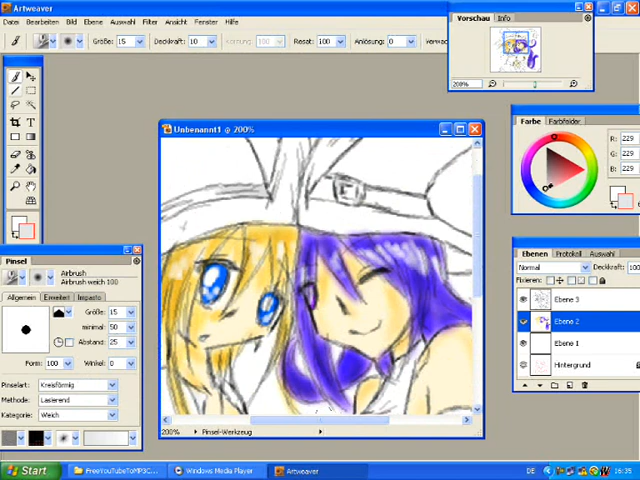 Artweaver
Datei Bearbeiten Bild Ebene Auswahl Filter Ansicht Fenster Hilfe
Größe: 15 Deckkraft: 10 Körnung: 100 Resat: 100 Anlösung: 0 Verwac
Vorschau Info
200%
Farbe Farbfelder
R: 229
G: 229
B: 229
Unbenannt1 @ 200%
200% Pinsel-Werkzeug
Pinsel
Airbrush
Airbrush weich 100
Allgemein Erweitert Impasto
Größe: 15
minimal: 50
Abstand: 25
Form: 100 Winkel: 0
Pinselart: Kreisförmig
Methode: Lasierend
Kategorie: Weich
Ebenen Protokoll Auswahl
Normal Deckkraft: 100
Fixieren:
Ebene 3
Ebene 2
Ebene 1
Hintergrund
Start FreeYouTubeToMP3C... Windows Media Player Artweaver DE 16:35